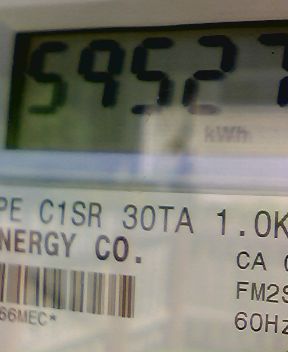 59527
kWh
PE C1SR 30TA 1.0K
NERGY CO.
CA
FM2S
66MEC*
60Hz